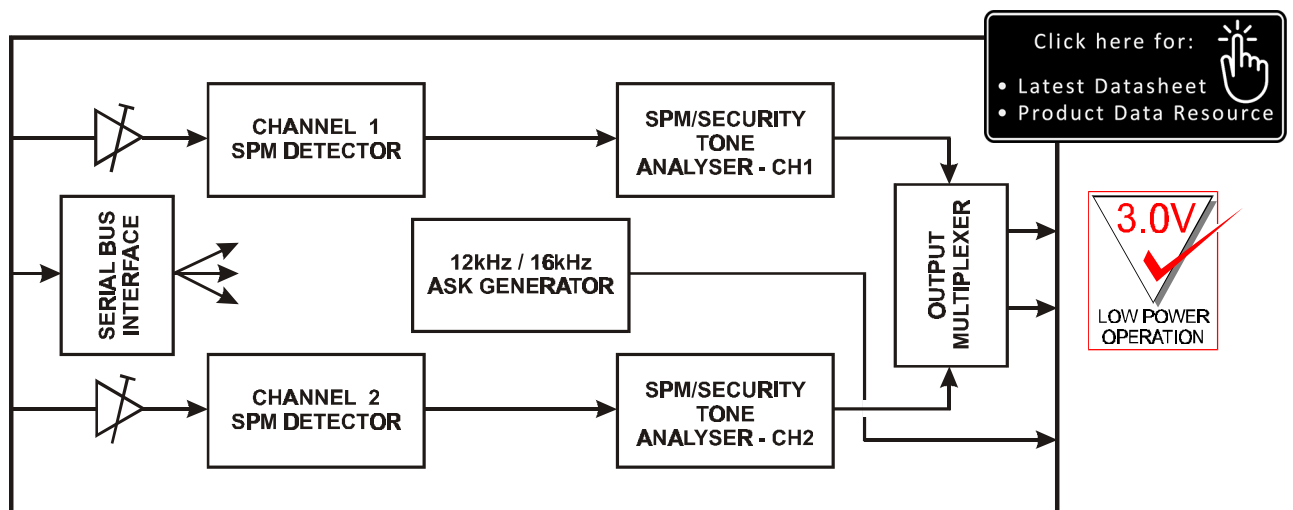 Click here for:
• Latest Datasheet
• Product Data Resource
CHANNEL 1
SPM DETECTOR
SPM/SECURITY
TONE
ANALYSER - CH1
SERIAL BUS
INTERFACE
12kHz / 16kHz
ASK GENERATOR
OUTPUT
MULTIPLEXER
3.0V
LOW POWER
OPERATION
CHANNEL 2
SPM DETECTOR
SPM/SECURITY
TONE
ANALYSER - CH2